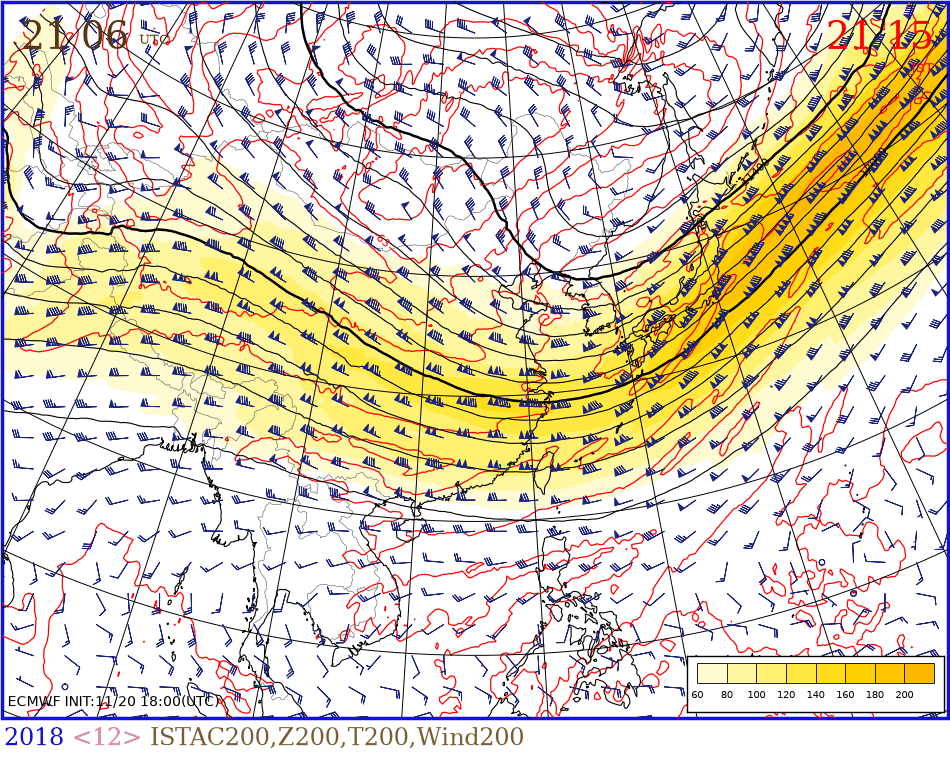 21 06 UTC
21 15
JST
ECMWF INIT:11/20 18:00(UTC)
60 80 100 120 140 160 180 200
2018 <12> ISTAC200,Z200,T200,Wind200